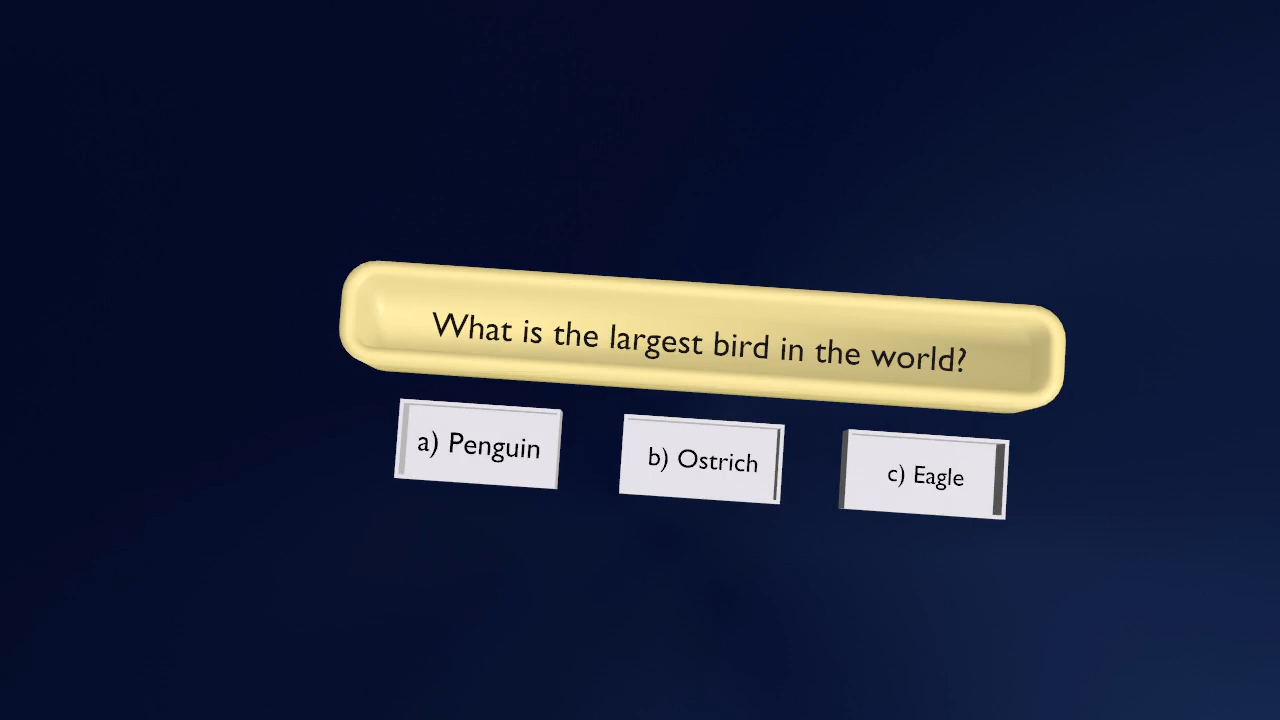 What is the largest bird in the world?
a) Penguin
b) Ostrich
c) Eagle